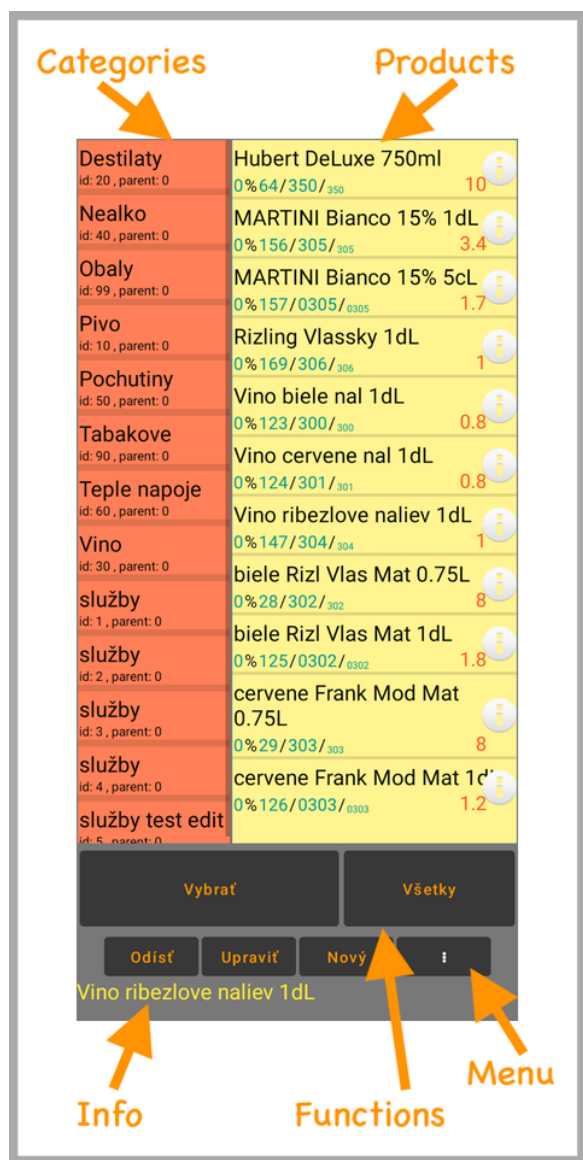 Categories
Products
Destilaty
id: 20 , parent: 0
Nealko
id: 40 , parent: 0
Obaly
id: 99 , parent: 0
Pivo
id: 10 , parent: 0
Pochutiny
id: 50 , parent: 0
Tabakove
id: 90 , parent: 0
Teple napoje
id: 60 , parent: 0
Vino
id: 30 , parent: 0
služby
id: 1 , parent: 0
služby
id: 2 , parent: 0
služby
id: 3 , parent: 0
služby
id: 4 , parent: 0
služby test edit
id: 5 , parent: 0
Hubert DeLuxe 750ml
0%64/350/350 10
MARTINI Bianco 15% 1dL
0%156/305/305 3.4
MARTINI Bianco 15% 5cL
0%157/0305/0305 1.7
Rizling Vlassky 1dL
0%169/306/306 1
Vino biele nal 1dL
0%123/300/300 0.8
Vino cervene nal 1dL
0%124/301/301 0.8
Vino ribezlove naliev 1dL
0%147/304/304 1
biele Rizl Vlas Mat 0.75L
0%28/302/302 8
biele Rizl Vlas Mat 1dL
0%125/0302/0302 1.8
cervene Frank Mod Mat
0.75L
0%29/303/303 8
cervene Frank Mod Mat 1dL
0%126/0303/0303 1.2
Vybrať
Všetky
Odísť
Upraviť
Nový
Vino ribezlove naliev 1dL
Menu
Info
Functions